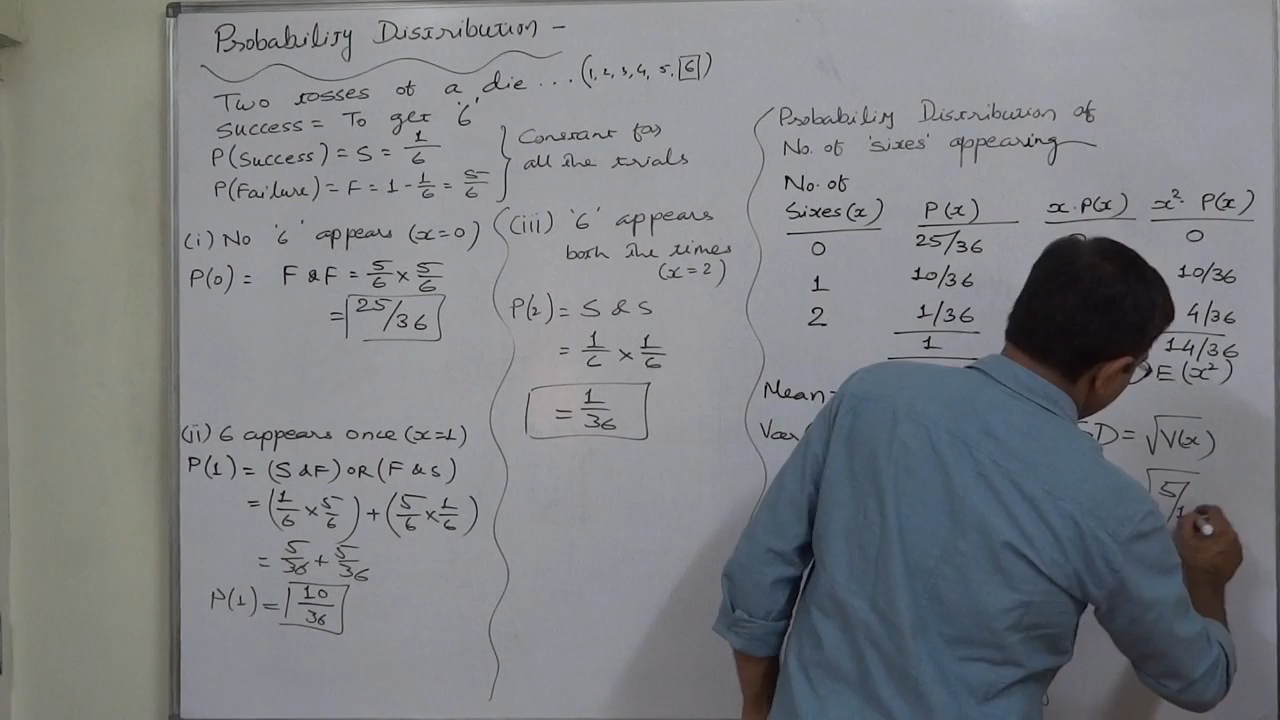 Probability Distribution -
Two tosses of a die ... (1, 2, 3, 4, 5, 6)
Success = To get '6'
P(Success) = S = 1/6
P(Failure) = F = 1 - 1/6 = 5/6
Constant for
all the trials
(i) No '6' appears (x=0)
P(0) = F & F = 5/6 × 5/6
= 25/36
(ii) 6 appears once (x=1)
P(1) = (S & F) OR (F & S)
= (1/6 × 5/6) + (5/6 × 1/6)
= 5/36 + 5/36
P(1) = 10/36
(iii) '6' appears
both the times
(x=2)
P(2) = S & S
= 1/6 × 1/6
= 1/36
Probability Distribution of
No. of 'sixes' appearing
No. of
Sixes (x) P(x) x·P(x) x²·P(x)
0 25/36 0
1 10/36 10/36
2 1/36 4/36
1 14/36
E(x²)
Mean =
SD = √V(x)
√5/1